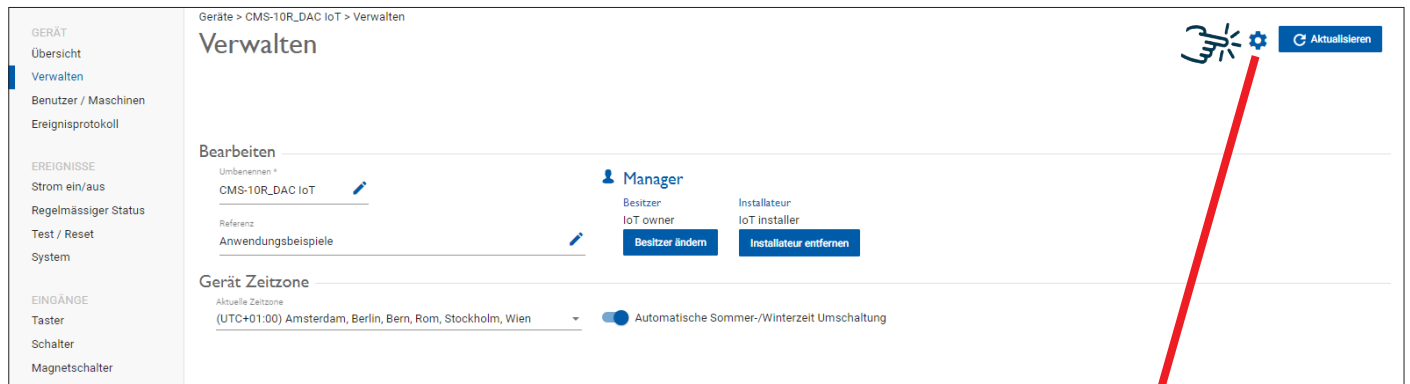 GERÄT
Übersicht
Verwalten
Benutzer / Maschinen
Ereignisprotokoll
EREIGNISSE
Strom ein/aus
Regelmässiger Status
Test / Reset
System
EINGÄNGE
Taster
Schalter
Magnetschalter
Geräte > CMS-10R_DAC IoT > Verwalten
Verwalten
Aktualisieren
Bearbeiten
Umbenennen *
CMS-10R_DAC IoT
Referenz
Anwendungsbeispiele
Manager
Besitzer Installateur
IoT owner IoT installer
Besitzer ändern Installateur entfernen
Gerät Zeitzone
Aktuelle Zeitzone
(UTC+01:00) Amsterdam, Berlin, Bern, Rom, Stockholm, Wien
Automatische Sommer-/Winterzeit Umschaltung